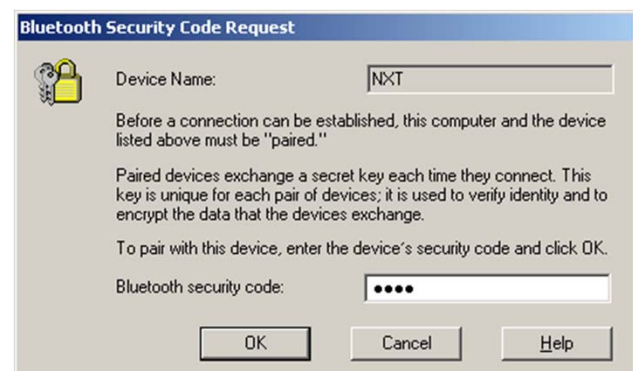 Bluetooth Security Code Request
Device Name: NXT
Before a connection can be established, this computer and the device
listed above must be "paired."
Paired devices exchange a secret key each time they connect. This
key is unique for each pair of devices; it is used to verify identity and to
encrypt the data that the devices exchange.
To pair with this device, enter the device's security code and click OK.
Bluetooth security code: ●●●●
OK Cancel Help